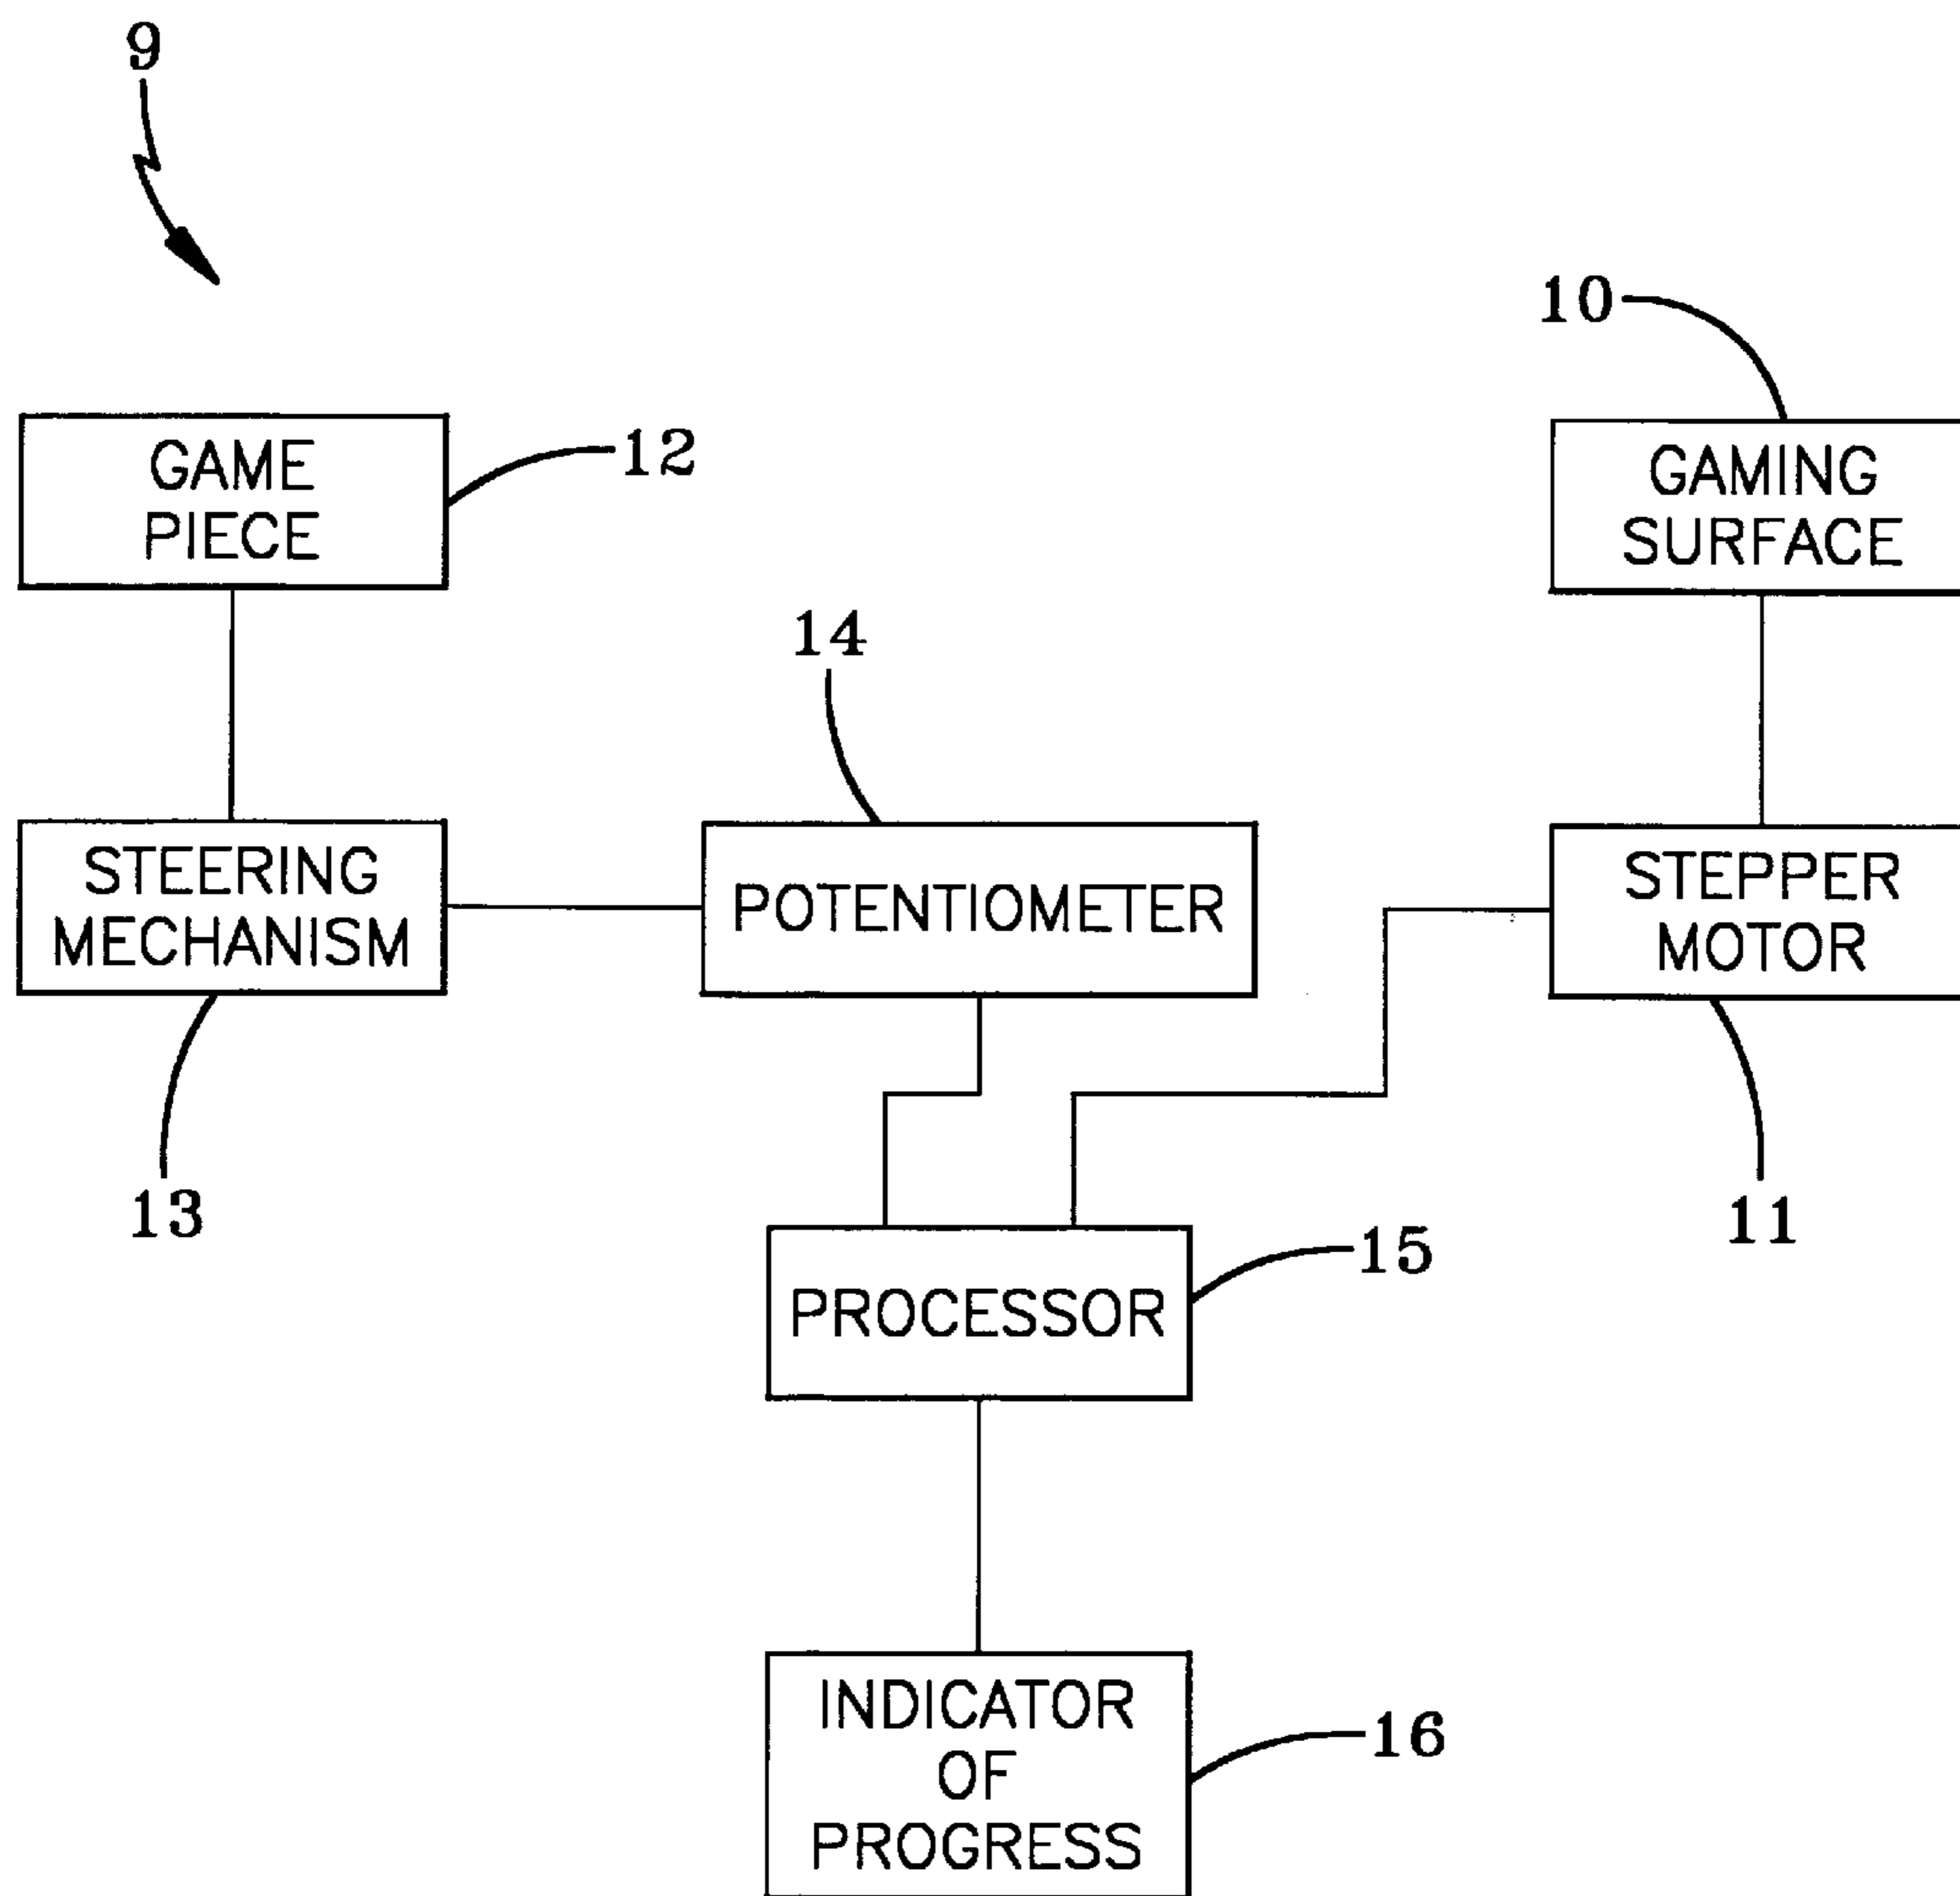 9
10
GAME
PIECE
12
GAMING
SURFACE
14
STEERING
MECHANISM
POTENTIOMETER
STEPPER
MOTOR
13
11
PROCESSOR
15
INDICATOR
OF
PROGRESS
16